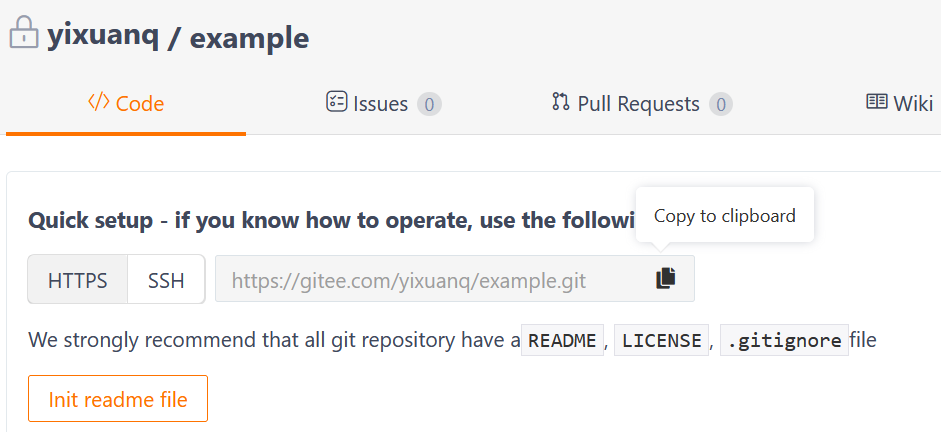 yixuanq / example
Code Issues 0 Pull Requests 0 Wiki
Quick setup - if you know how to operate, use the
Copy to clipboard
HTTPS SSH https://gitee.com/yixuanq/example.git
We strongly recommend that all git repository have a README, LICENSE, .gitignore file
Init readme file